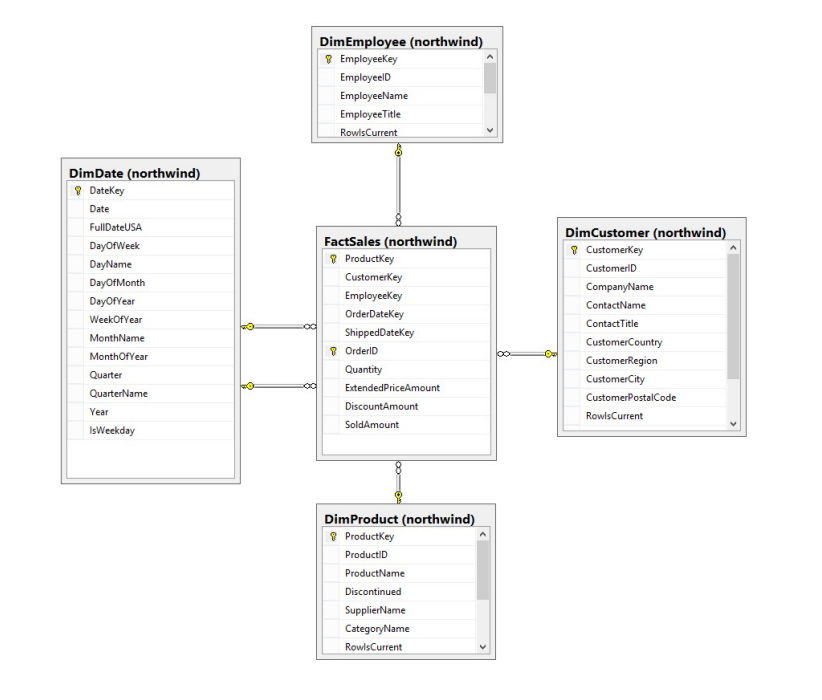 DimEmployee (northwind)
EmployeeKey
EmployeeID
EmployeeName
EmployeeTitle
RowIsCurrent
DimDate (northwind)
DateKey
Date
FullDateUSA
DayOfWeek
DayName
DayOfMonth
DayOfYear
WeekOfYear
MonthName
MonthOfYear
Quarter
QuarterName
Year
IsWeekday
FactSales (northwind)
ProductKey
CustomerKey
EmployeeKey
OrderDateKey
ShippedDateKey
OrderID
Quantity
ExtendedPriceAmount
DiscountAmount
SoldAmount
DimCustomer (northwind)
CustomerKey
CustomerID
CompanyName
ContactName
ContactTitle
CustomerCountry
CustomerRegion
CustomerCity
CustomerPostalCode
RowIsCurrent
DimProduct (northwind)
ProductKey
ProductID
ProductName
Discontinued
SupplierName
CategoryName
RowIsCurrent